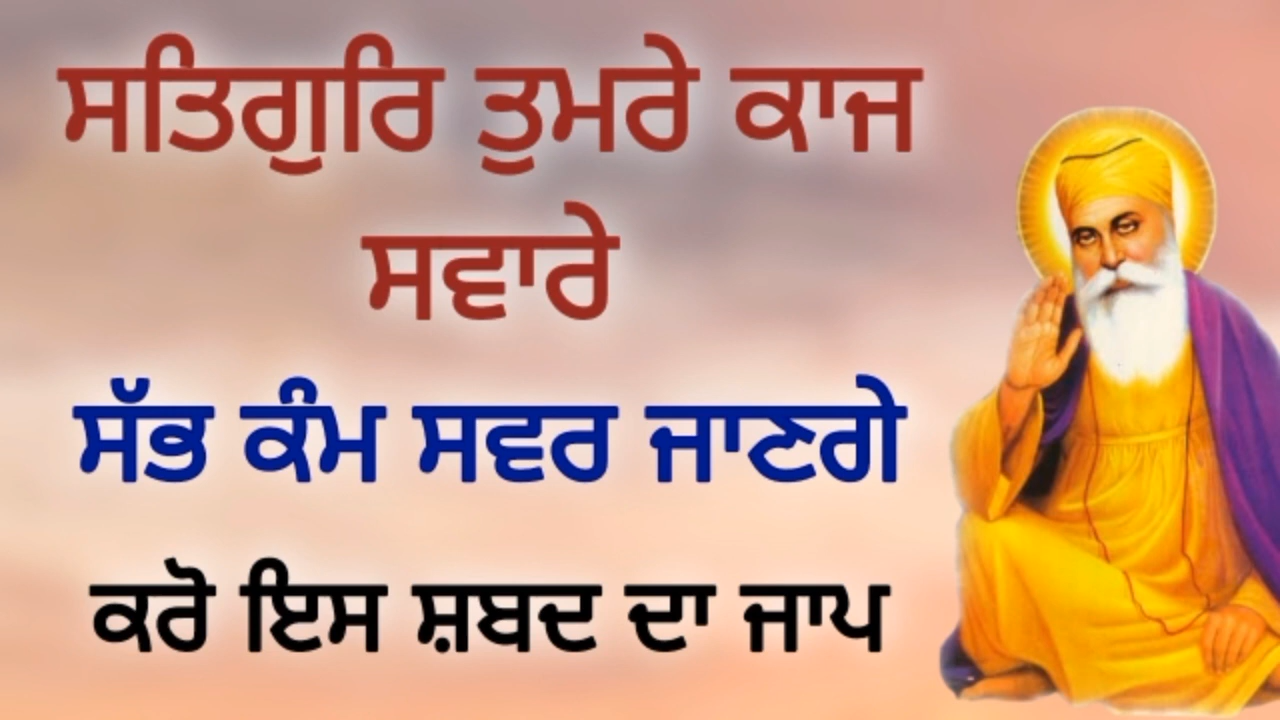 ਸਤਿਗੁਰਿ ਤੁਮਰੇ ਕਾਜ
ਸਵਾਰੇ
ਸੱਭ ਕੰਮ ਸਵਰ ਜਾਣਗੇ
ਕਰੋ ਇਸ ਸ਼ਬਦ ਦਾ ਜਾਪ